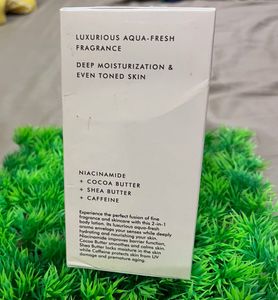 LUXURIOUS AQUA-FRESH
FRAGRANCE
DEEP MOISTURIZATION &
EVEN TONED SKIN
NIACINAMIDE
+ COCOA BUTTER
+ SHEA BUTTER
+ CAFFEINE
Experience the perfect fusion of fine
fragrance and skincare with this 2-in-1
body lotion. Its luxurious aqua-fresh
aroma envelops your senses while deeply
hydrating and nourishing your skin.
Niacinamide improves barrier function,
Cocoa Butter smoothes and calms skin.
Shea Butter locks moisture in the skin
while Caffeine protects skin from UV
damage and premature aging.